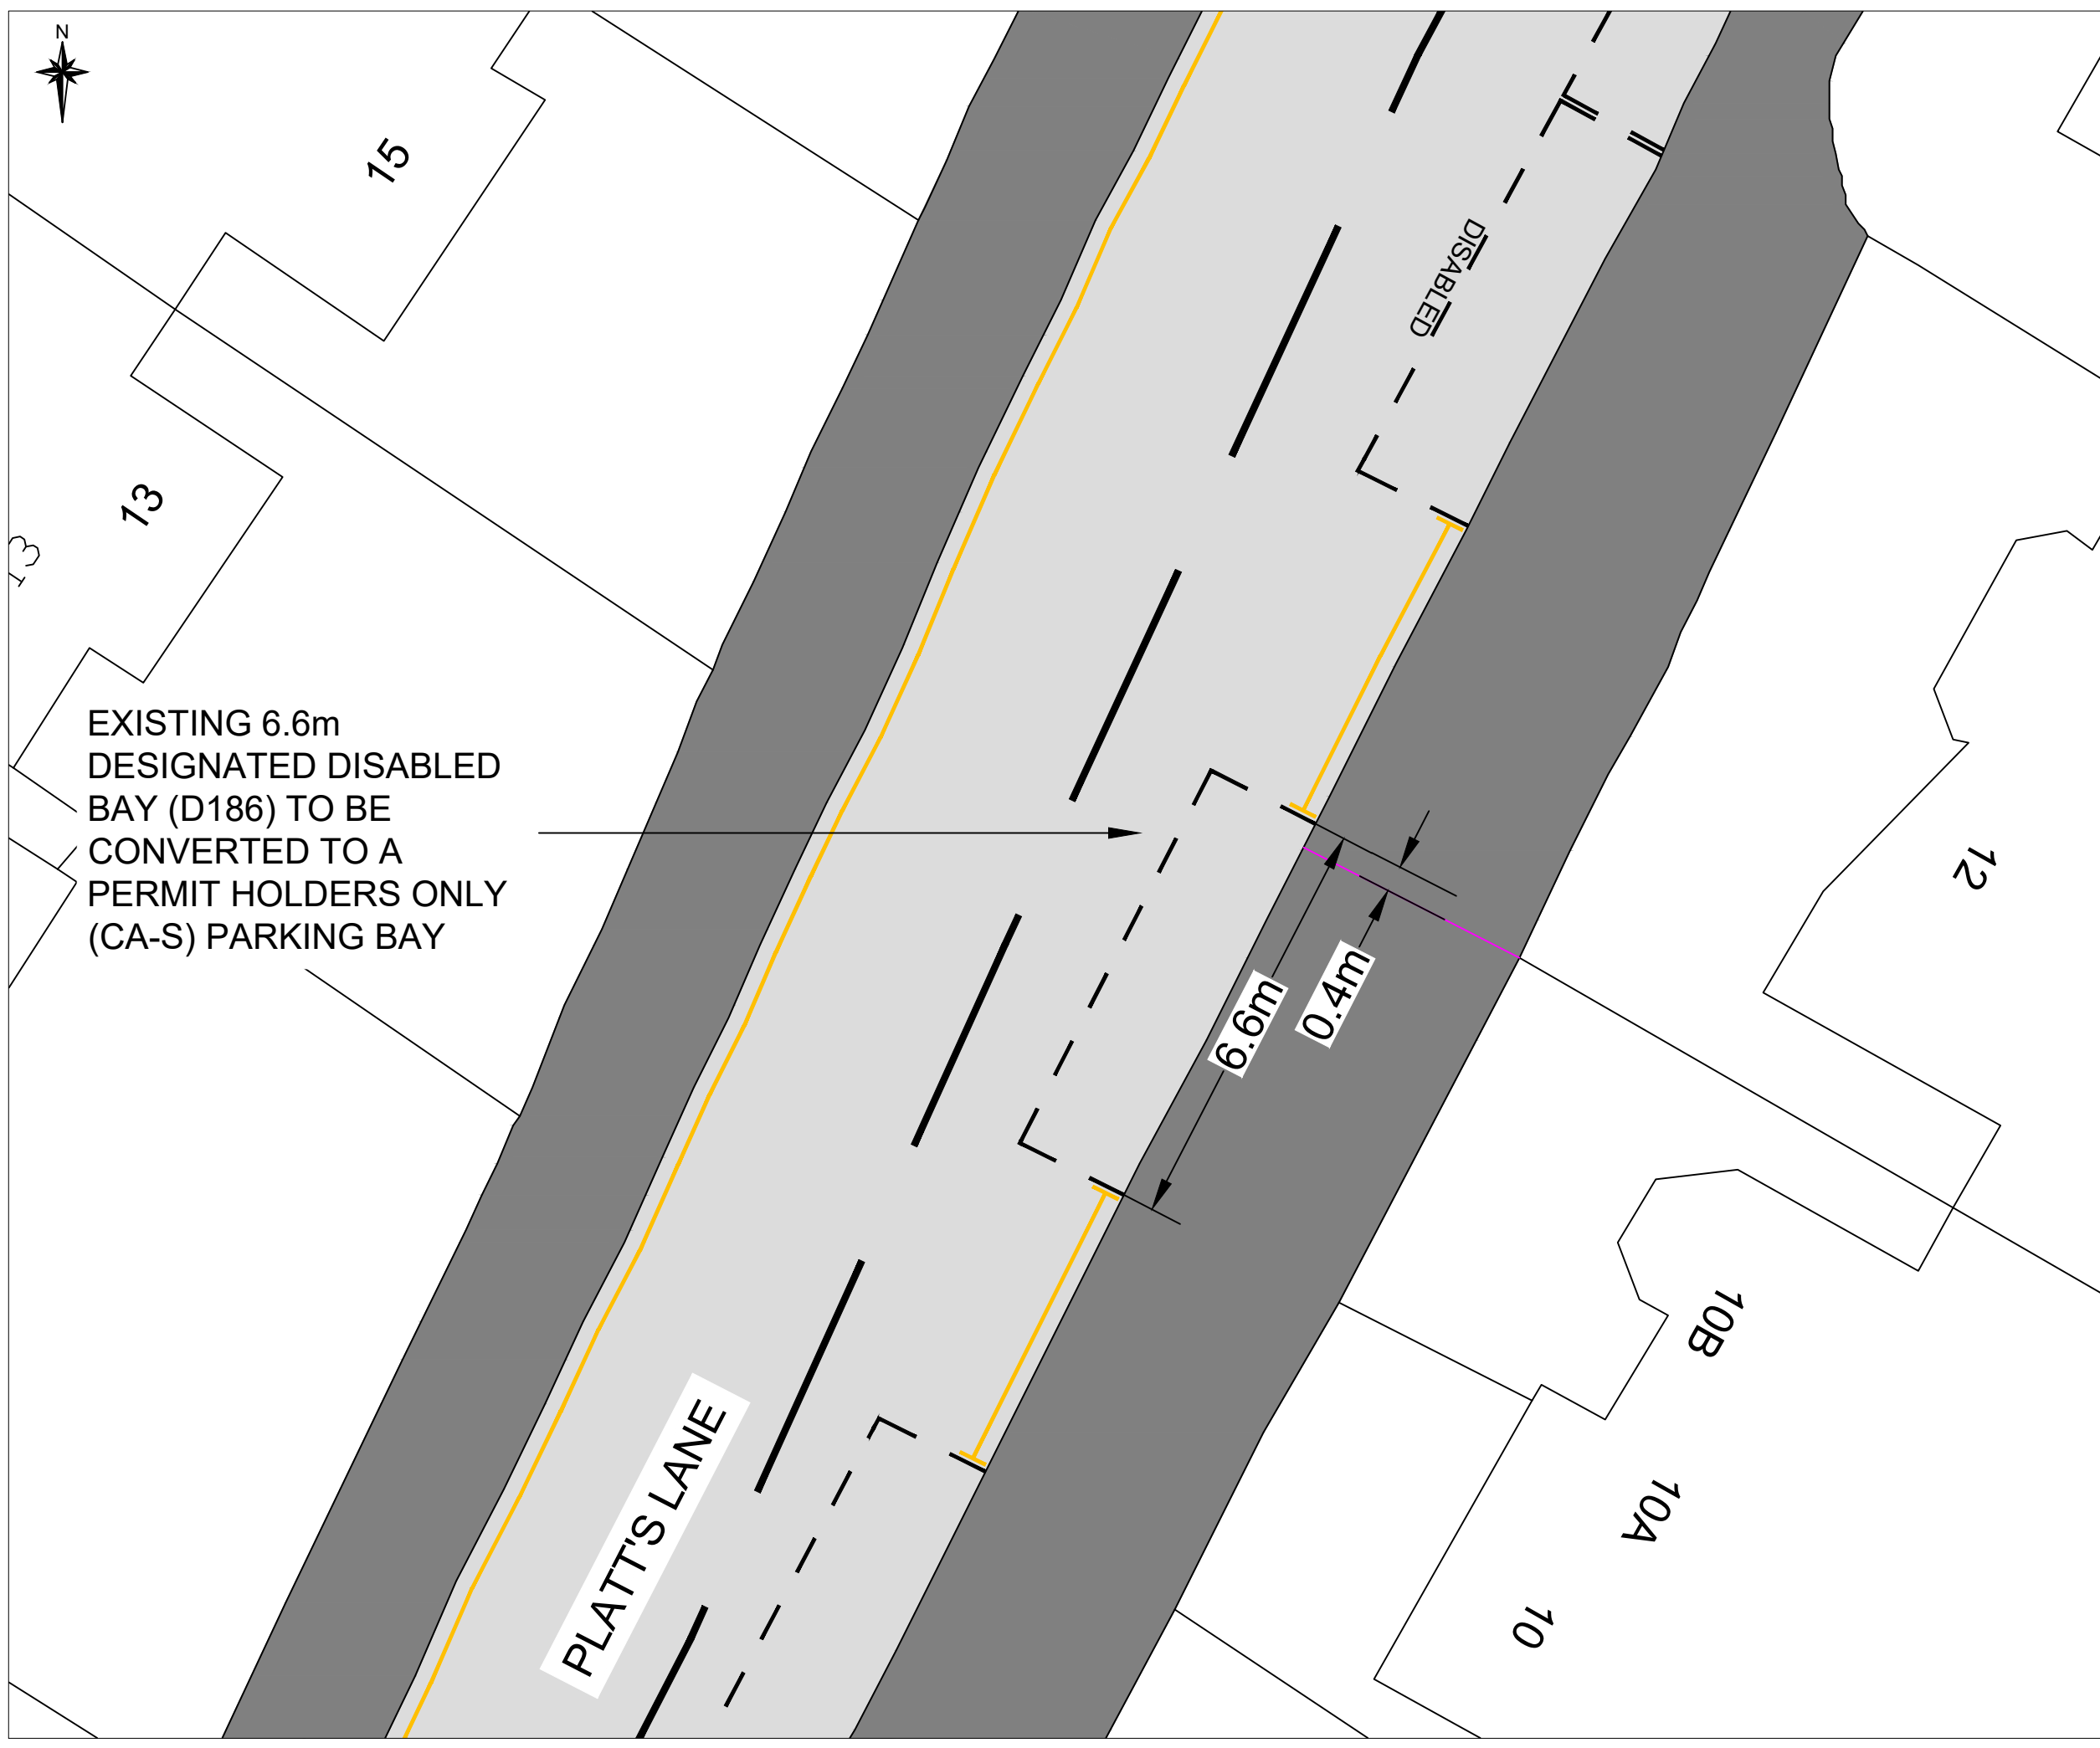 N
15
13
13
DISABLED
EXISTING 6.6m
DESIGNATED DISABLED
BAY (D186) TO BE
CONVERTED TO A
PERMIT HOLDERS ONLY
(CA-S) PARKING BAY
12
6.6m
0.4m
10B
PLATT'S LANE
10A
10